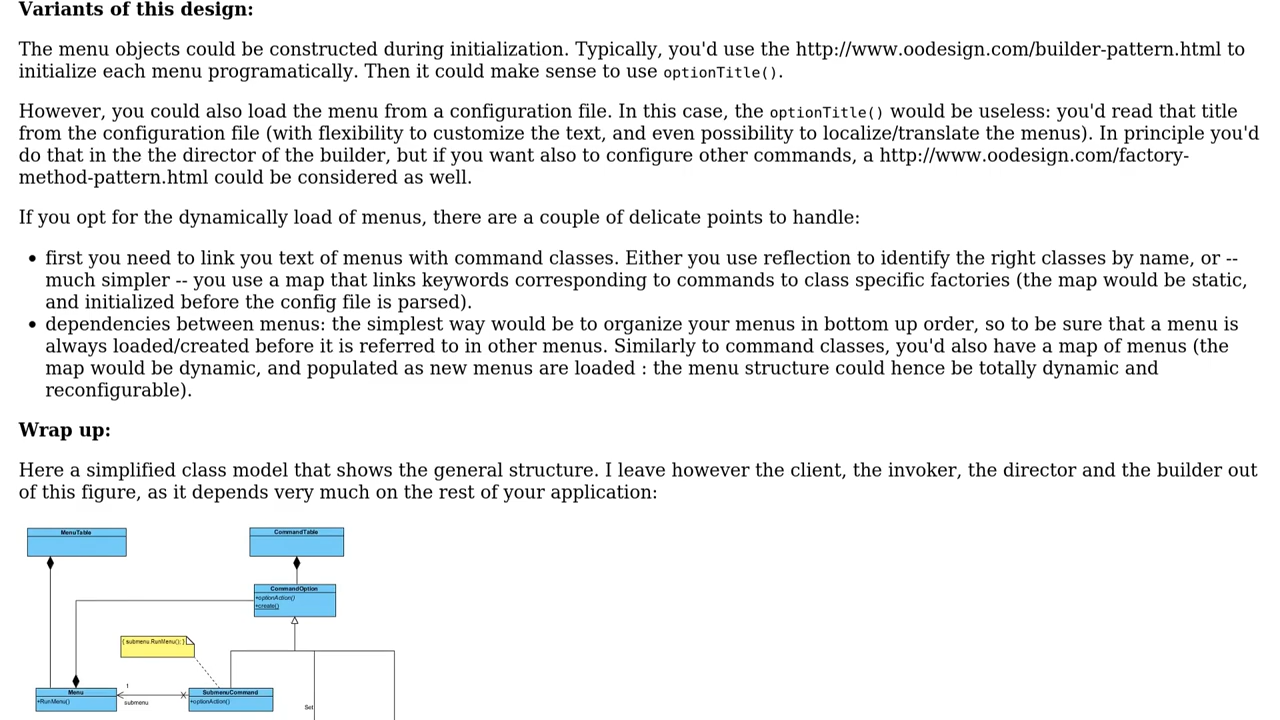 Variants of this design:
The menu objects could be constructed during initialization. Typically, you'd use the http://www.oodesign.com/builder-pattern.html to
initialize each menu programatically. Then it could make sense to use optionTitle().
However, you could also load the menu from a configuration file. In this case, the optionTitle() would be useless: you'd read that title
from the configuration file (with flexibility to customize the text, and even possibility to localize/translate the menus). In principle you'd
do that in the the director of the builder, but if you want also to configure other commands, a http://www.oodesign.com/factory-
method-pattern.html could be considered as well.
If you opt for the dynamically load of menus, there are a couple of delicate points to handle:
• first you need to link you text of menus with command classes. Either you use reflection to identify the right classes by name, or --
much simpler -- you use a map that links keywords corresponding to commands to class specific factories (the map would be static,
and initialized before the config file is parsed).
• dependencies between menus: the simplest way would be to organize your menus in bottom up order, so to be sure that a menu is
always loaded/created before it is referred to in other menus. Similarly to command classes, you'd also have a map of menus (the
map would be dynamic, and populated as new menus are loaded : the menu structure could hence be totally dynamic and
reconfigurable).
Wrap up:
Here a simplified class model that shows the general structure. I leave however the client, the invoker, the director and the builder out
of this figure, as it depends very much on the rest of your application:
MenuTable
CommandTable
CommandOption
+optionAction()
+create()
{ submenu.RunMenu(); }
Menu
+RunMenu()
1
submenu
SubmenuCommand
+optionAction()
Sel